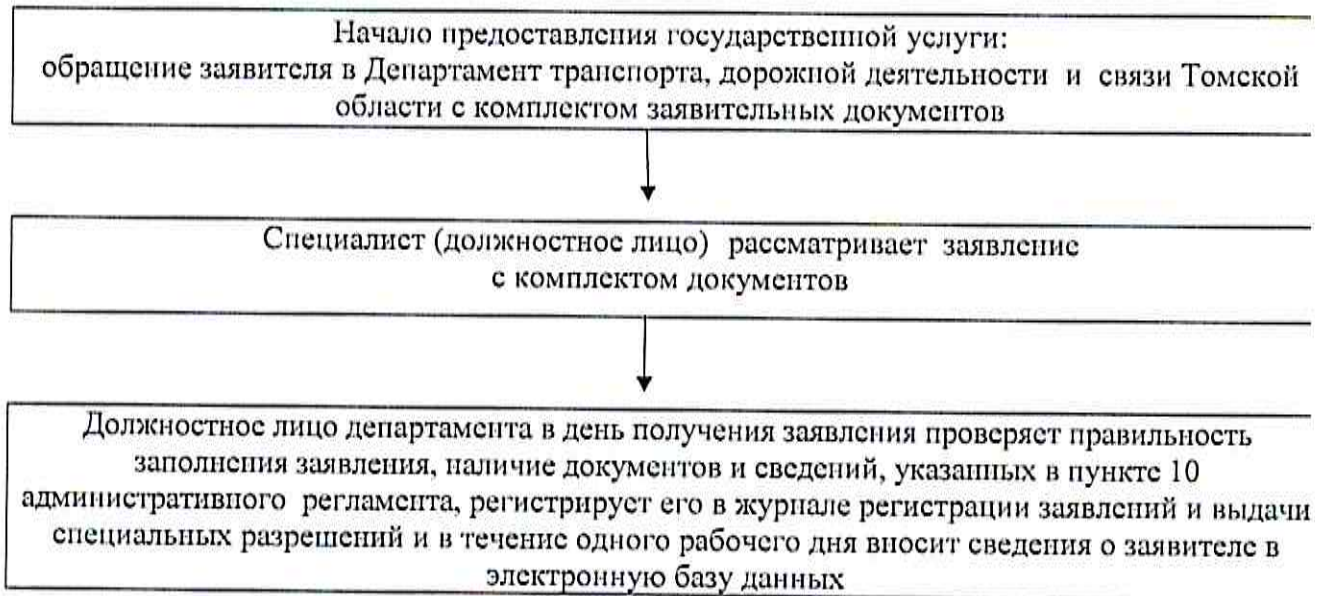 Начало предоставления государственной услуги:
обращение заявителя в Департамент транспорта, дорожной деятельности и связи Томской
области с комплектом заявительных документов
Специалист (должностное лицо) рассматривает заявление
с комплектом документов
Должностное лицо департамента в день получения заявления проверяет правильность
заполнения заявления, наличие документов и сведений, указанных в пункте 10
административного регламента, регистрирует его в журнале регистрации заявлений и выдачи
специальных разрешений и в течение одного рабочего дня вносит сведения о заявителе в
электронную базу данных